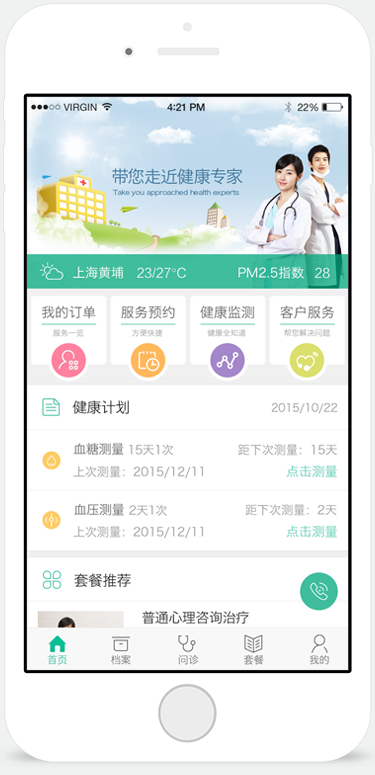 VIRGIN 4:21 PM 22%
带您走近健康专家
Take you approached health experts
上海黄埔 23/27°C PM2.5指数 28
我的订单 服务预约 健康监测 客户服务
服务一览 方便快捷 健康全知道 帮您解决问题
健康计划 2015/10/22
血糖测量 15天1次 距下次测量：15天
上次测量：2015/12/11 点击测量
血压测量 2天1次 距下次测量：2天
上次测量：2015/12/11 点击测量
套餐推荐
普通心理咨询治疗
首页 档案 问诊 套餐 我的